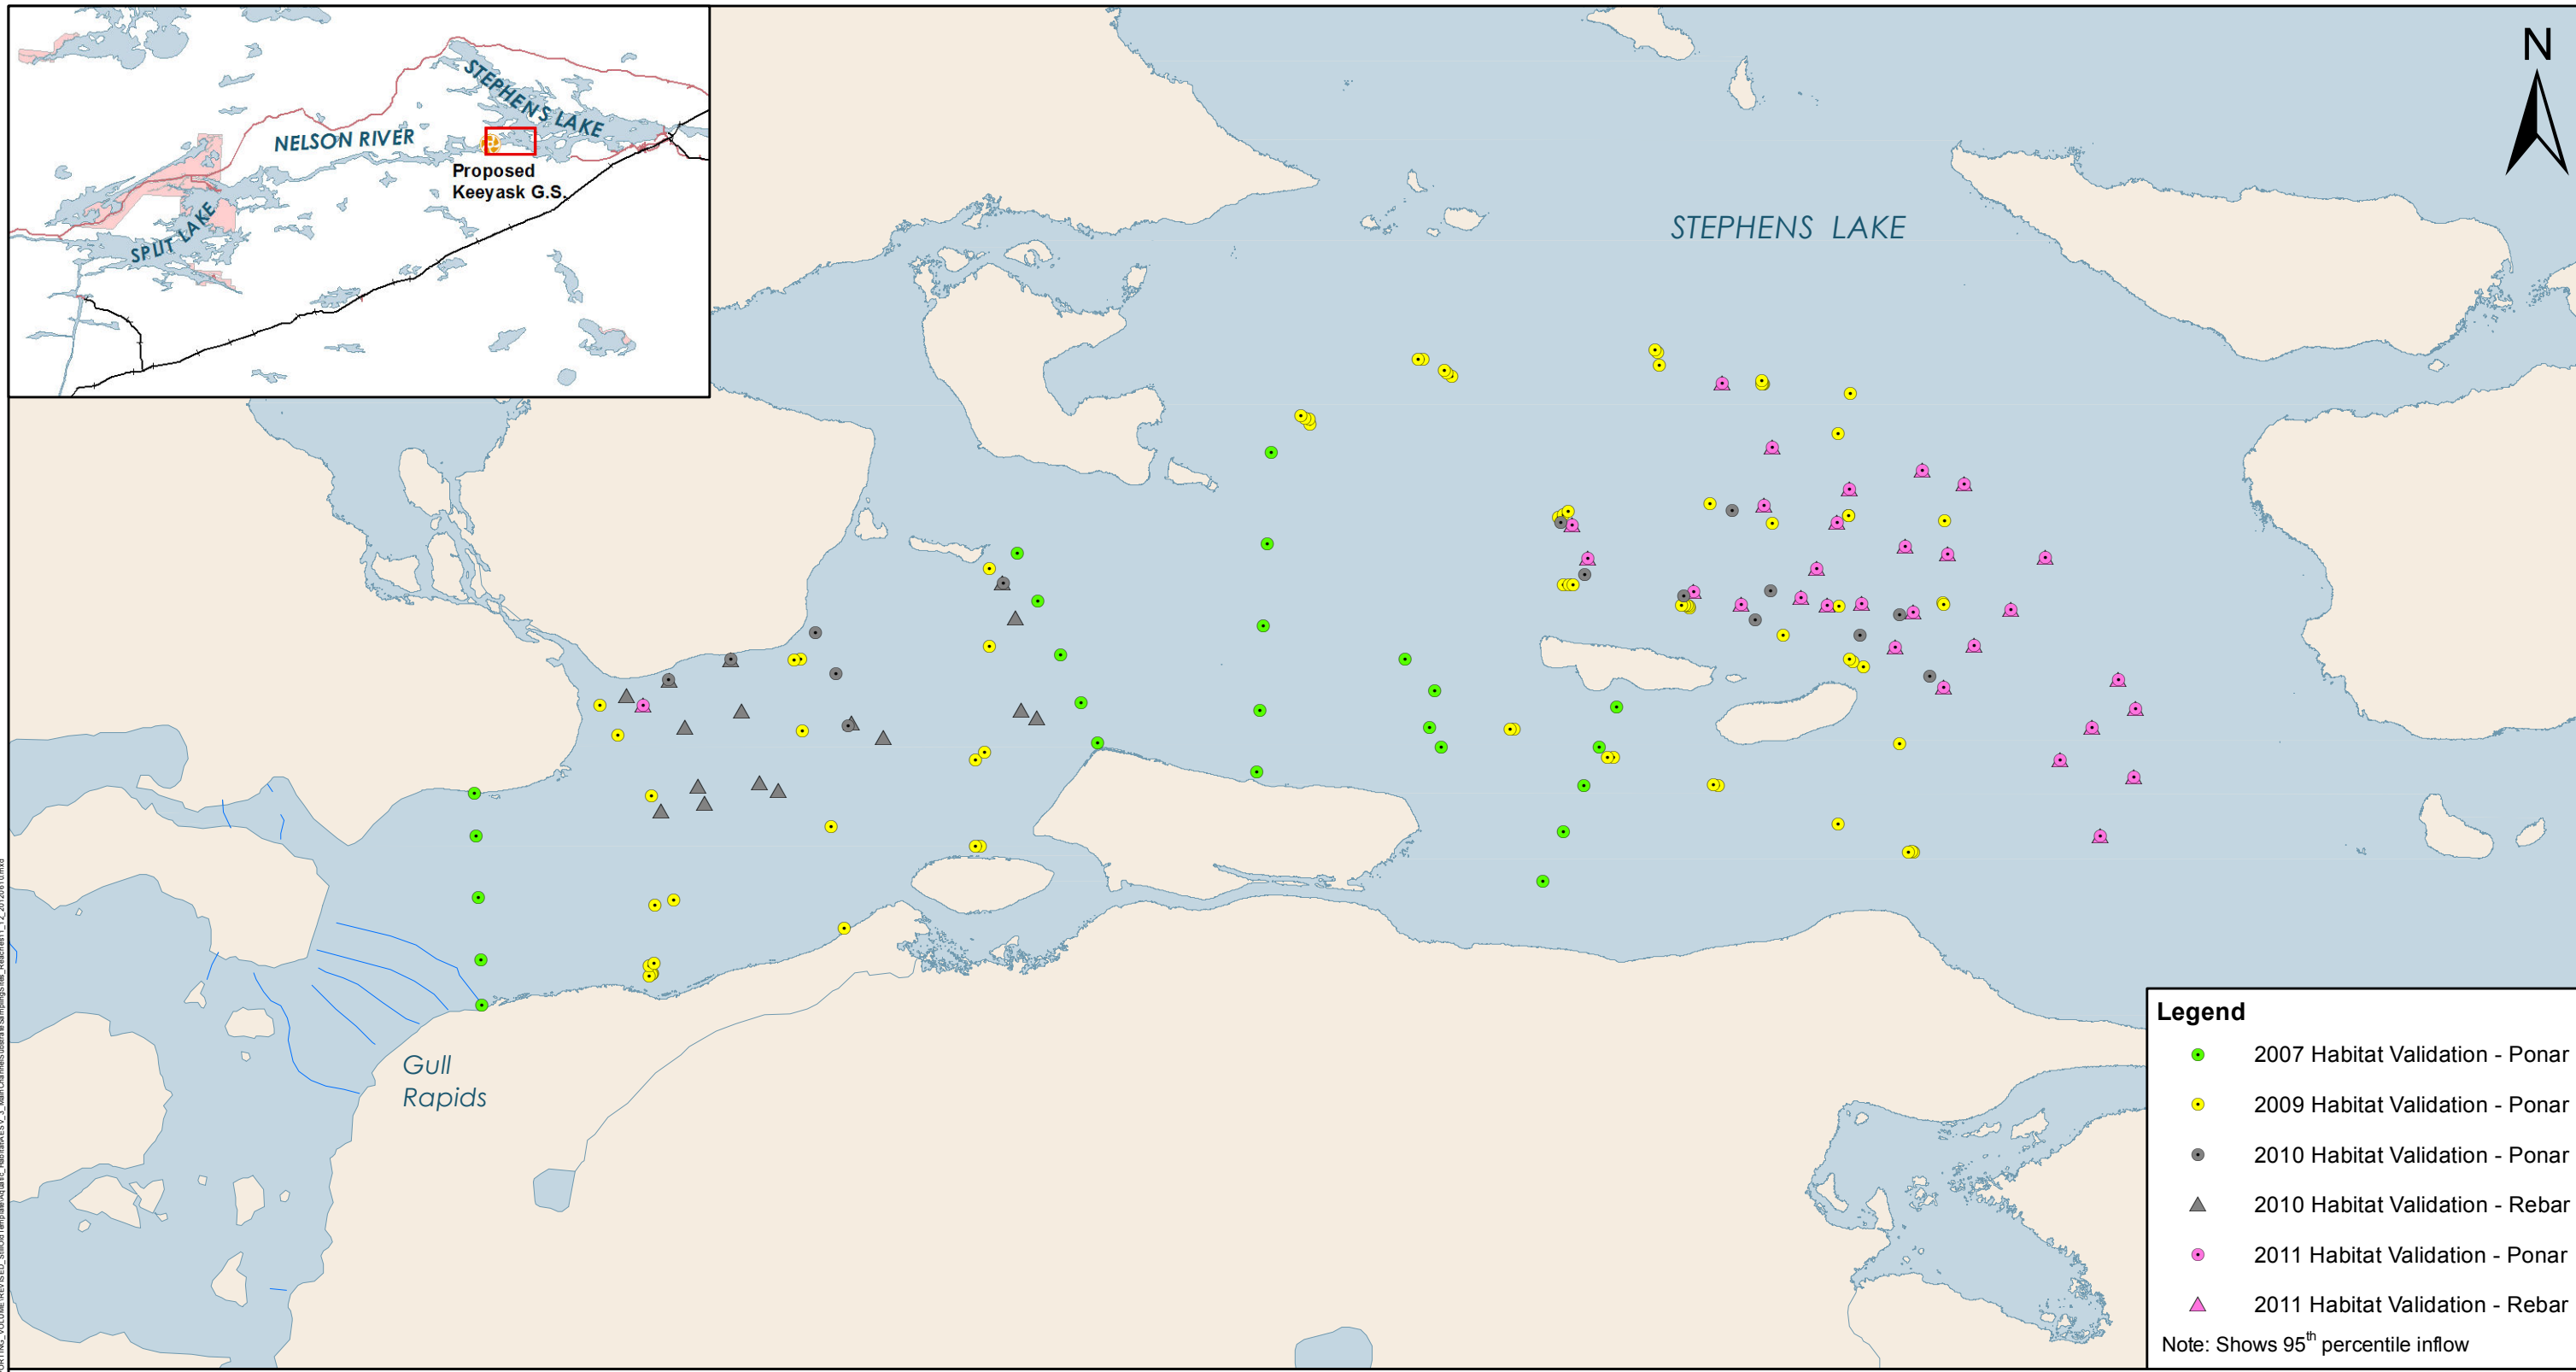 STEPHENS LAKE
NELSON RIVER
Proposed
Keeyask G.S.
SPLIT LAKE
N
STEPHENS LAKE
Gull
Rapids
Legend
2007 Habitat Validation - Ponar
2009 Habitat Validation - Ponar
2010 Habitat Validation - Ponar
2010 Habitat Validation - Rebar
2011 Habitat Validation - Ponar
2011 Habitat Validation - Rebar
Note: Shows 95th percentile inflow